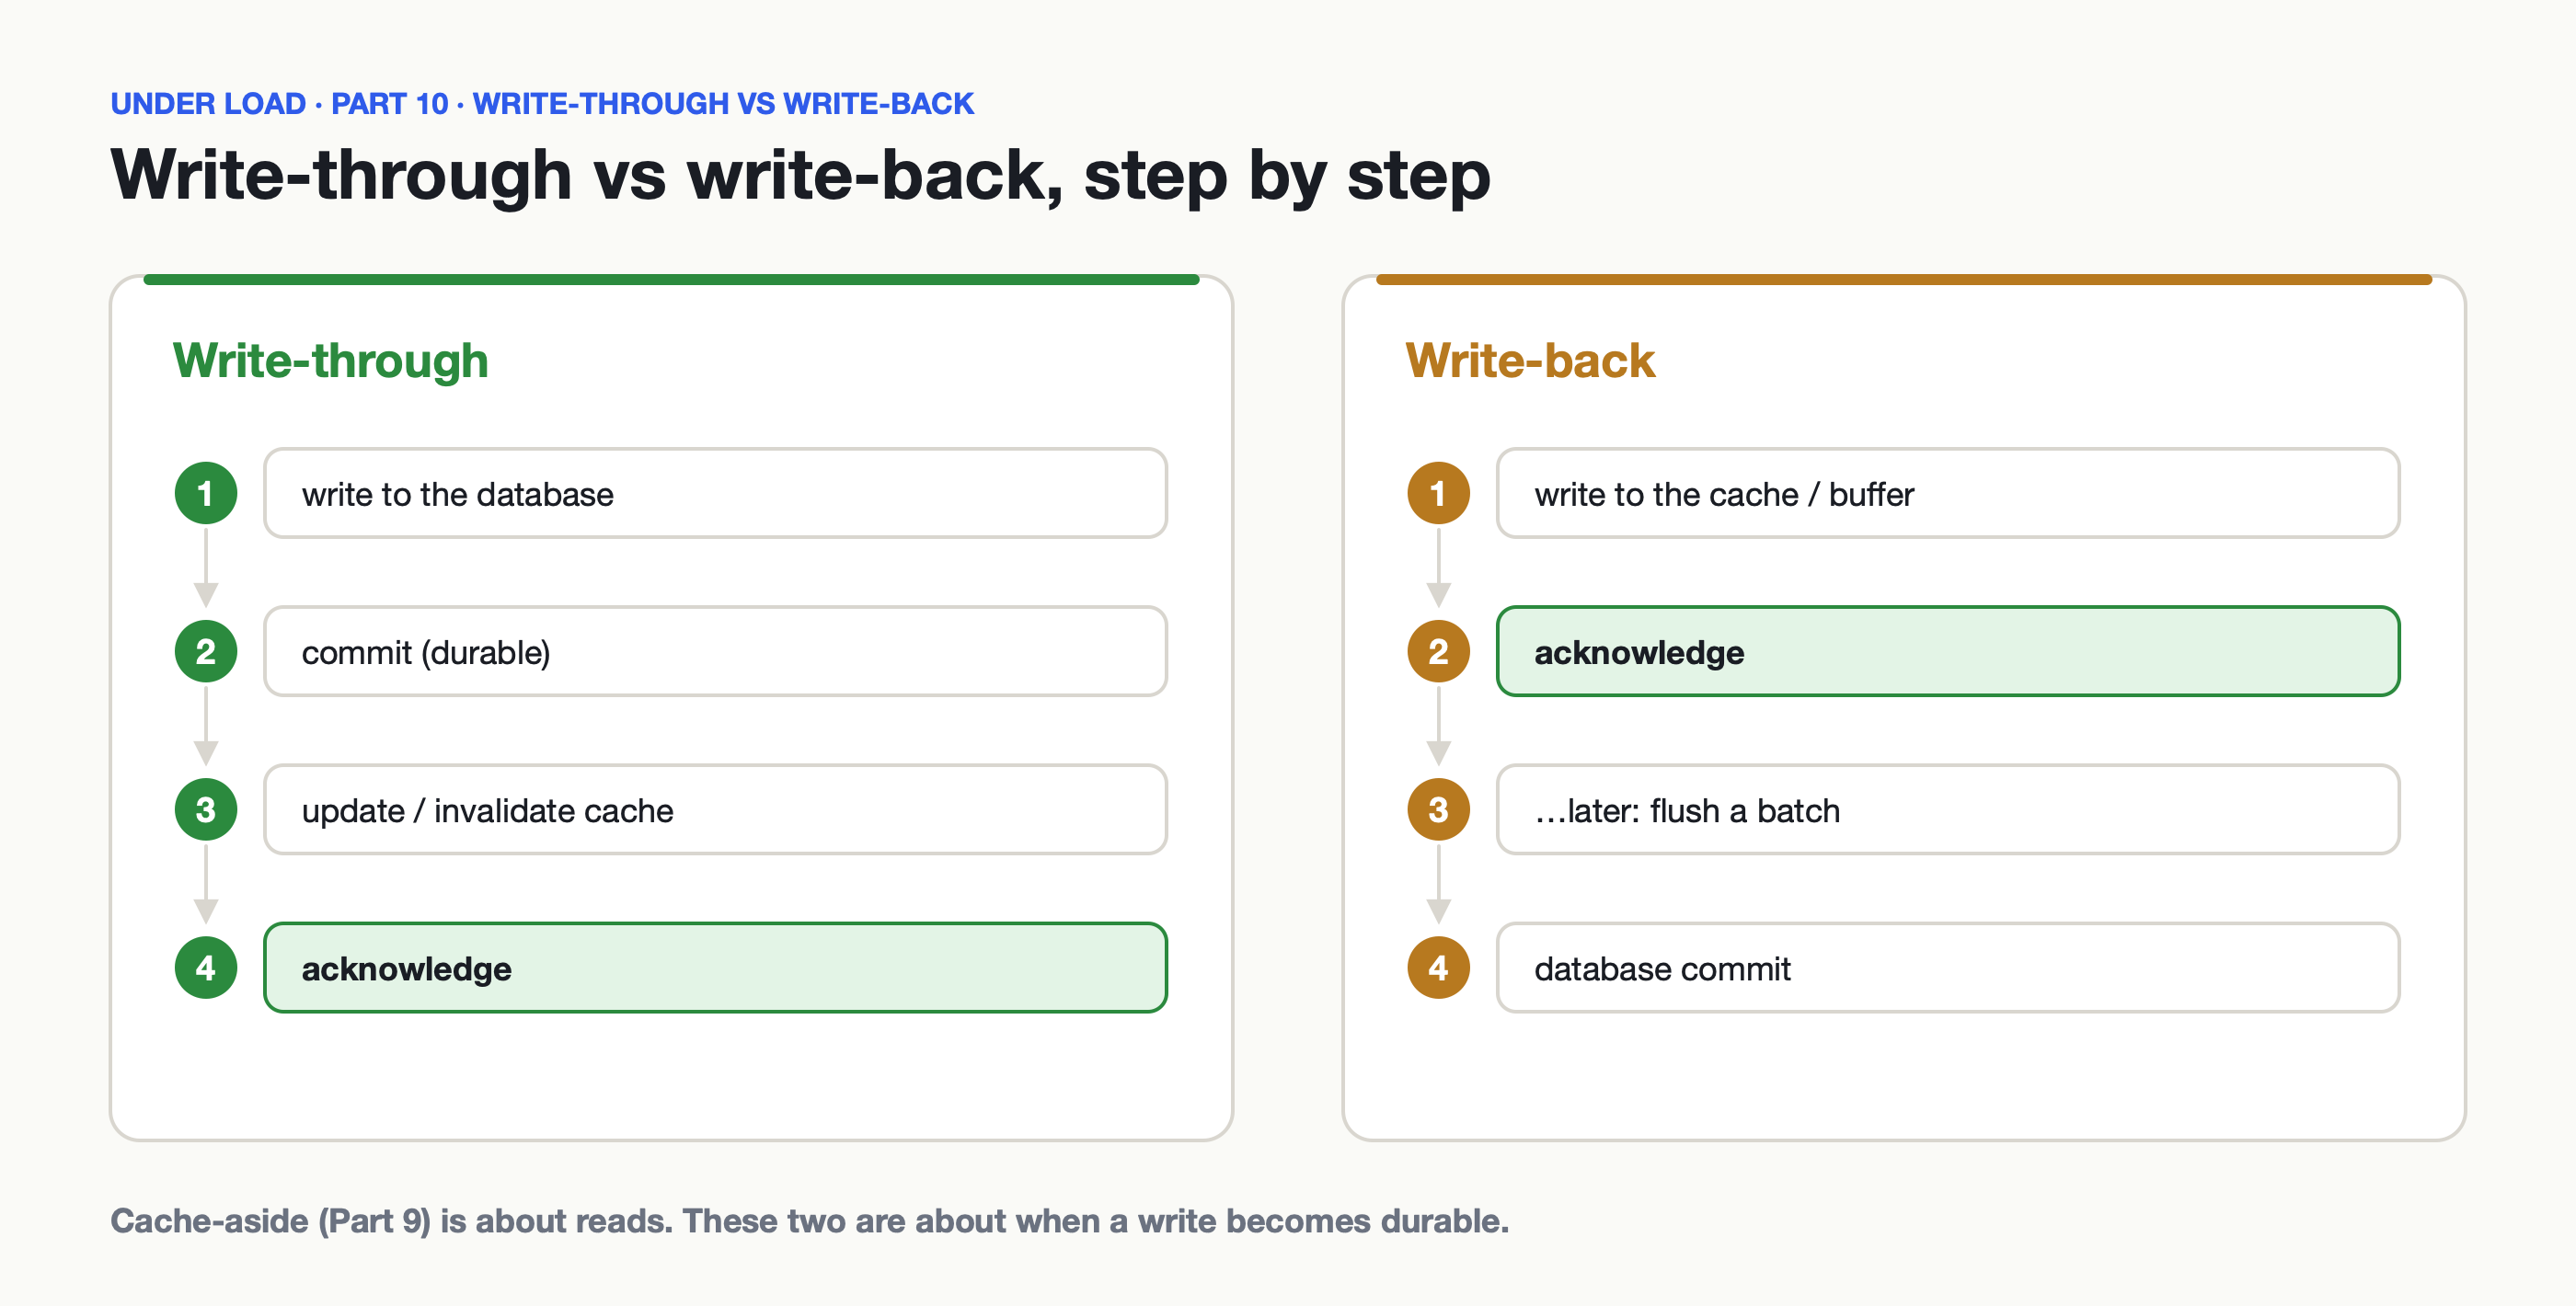 UNDER LOAD · PART 10 · WRITE-THROUGH VS WRITE-BACK
Write-through vs write-back, step by step
Write-through
1 write to the database
2 commit (durable)
3 update / invalidate cache
4 acknowledge
Write-back
1 write to the cache / buffer
2 acknowledge
3 …later: flush a batch
4 database commit
Cache-aside (Part 9) is about reads. These two are about when a write becomes durable.